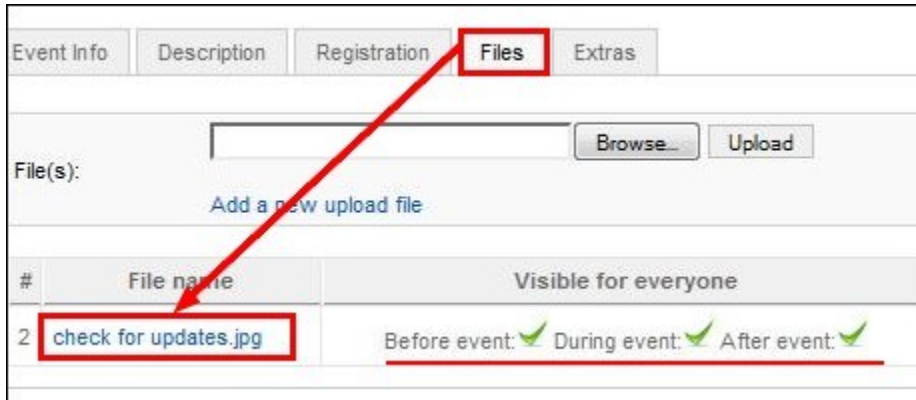 Event Info Description Registration Files Extras
Browse... Upload
File(s):
Add a new upload file
# File name Visible for everyone
2 check for updates.jpg Before event: During event: After event: